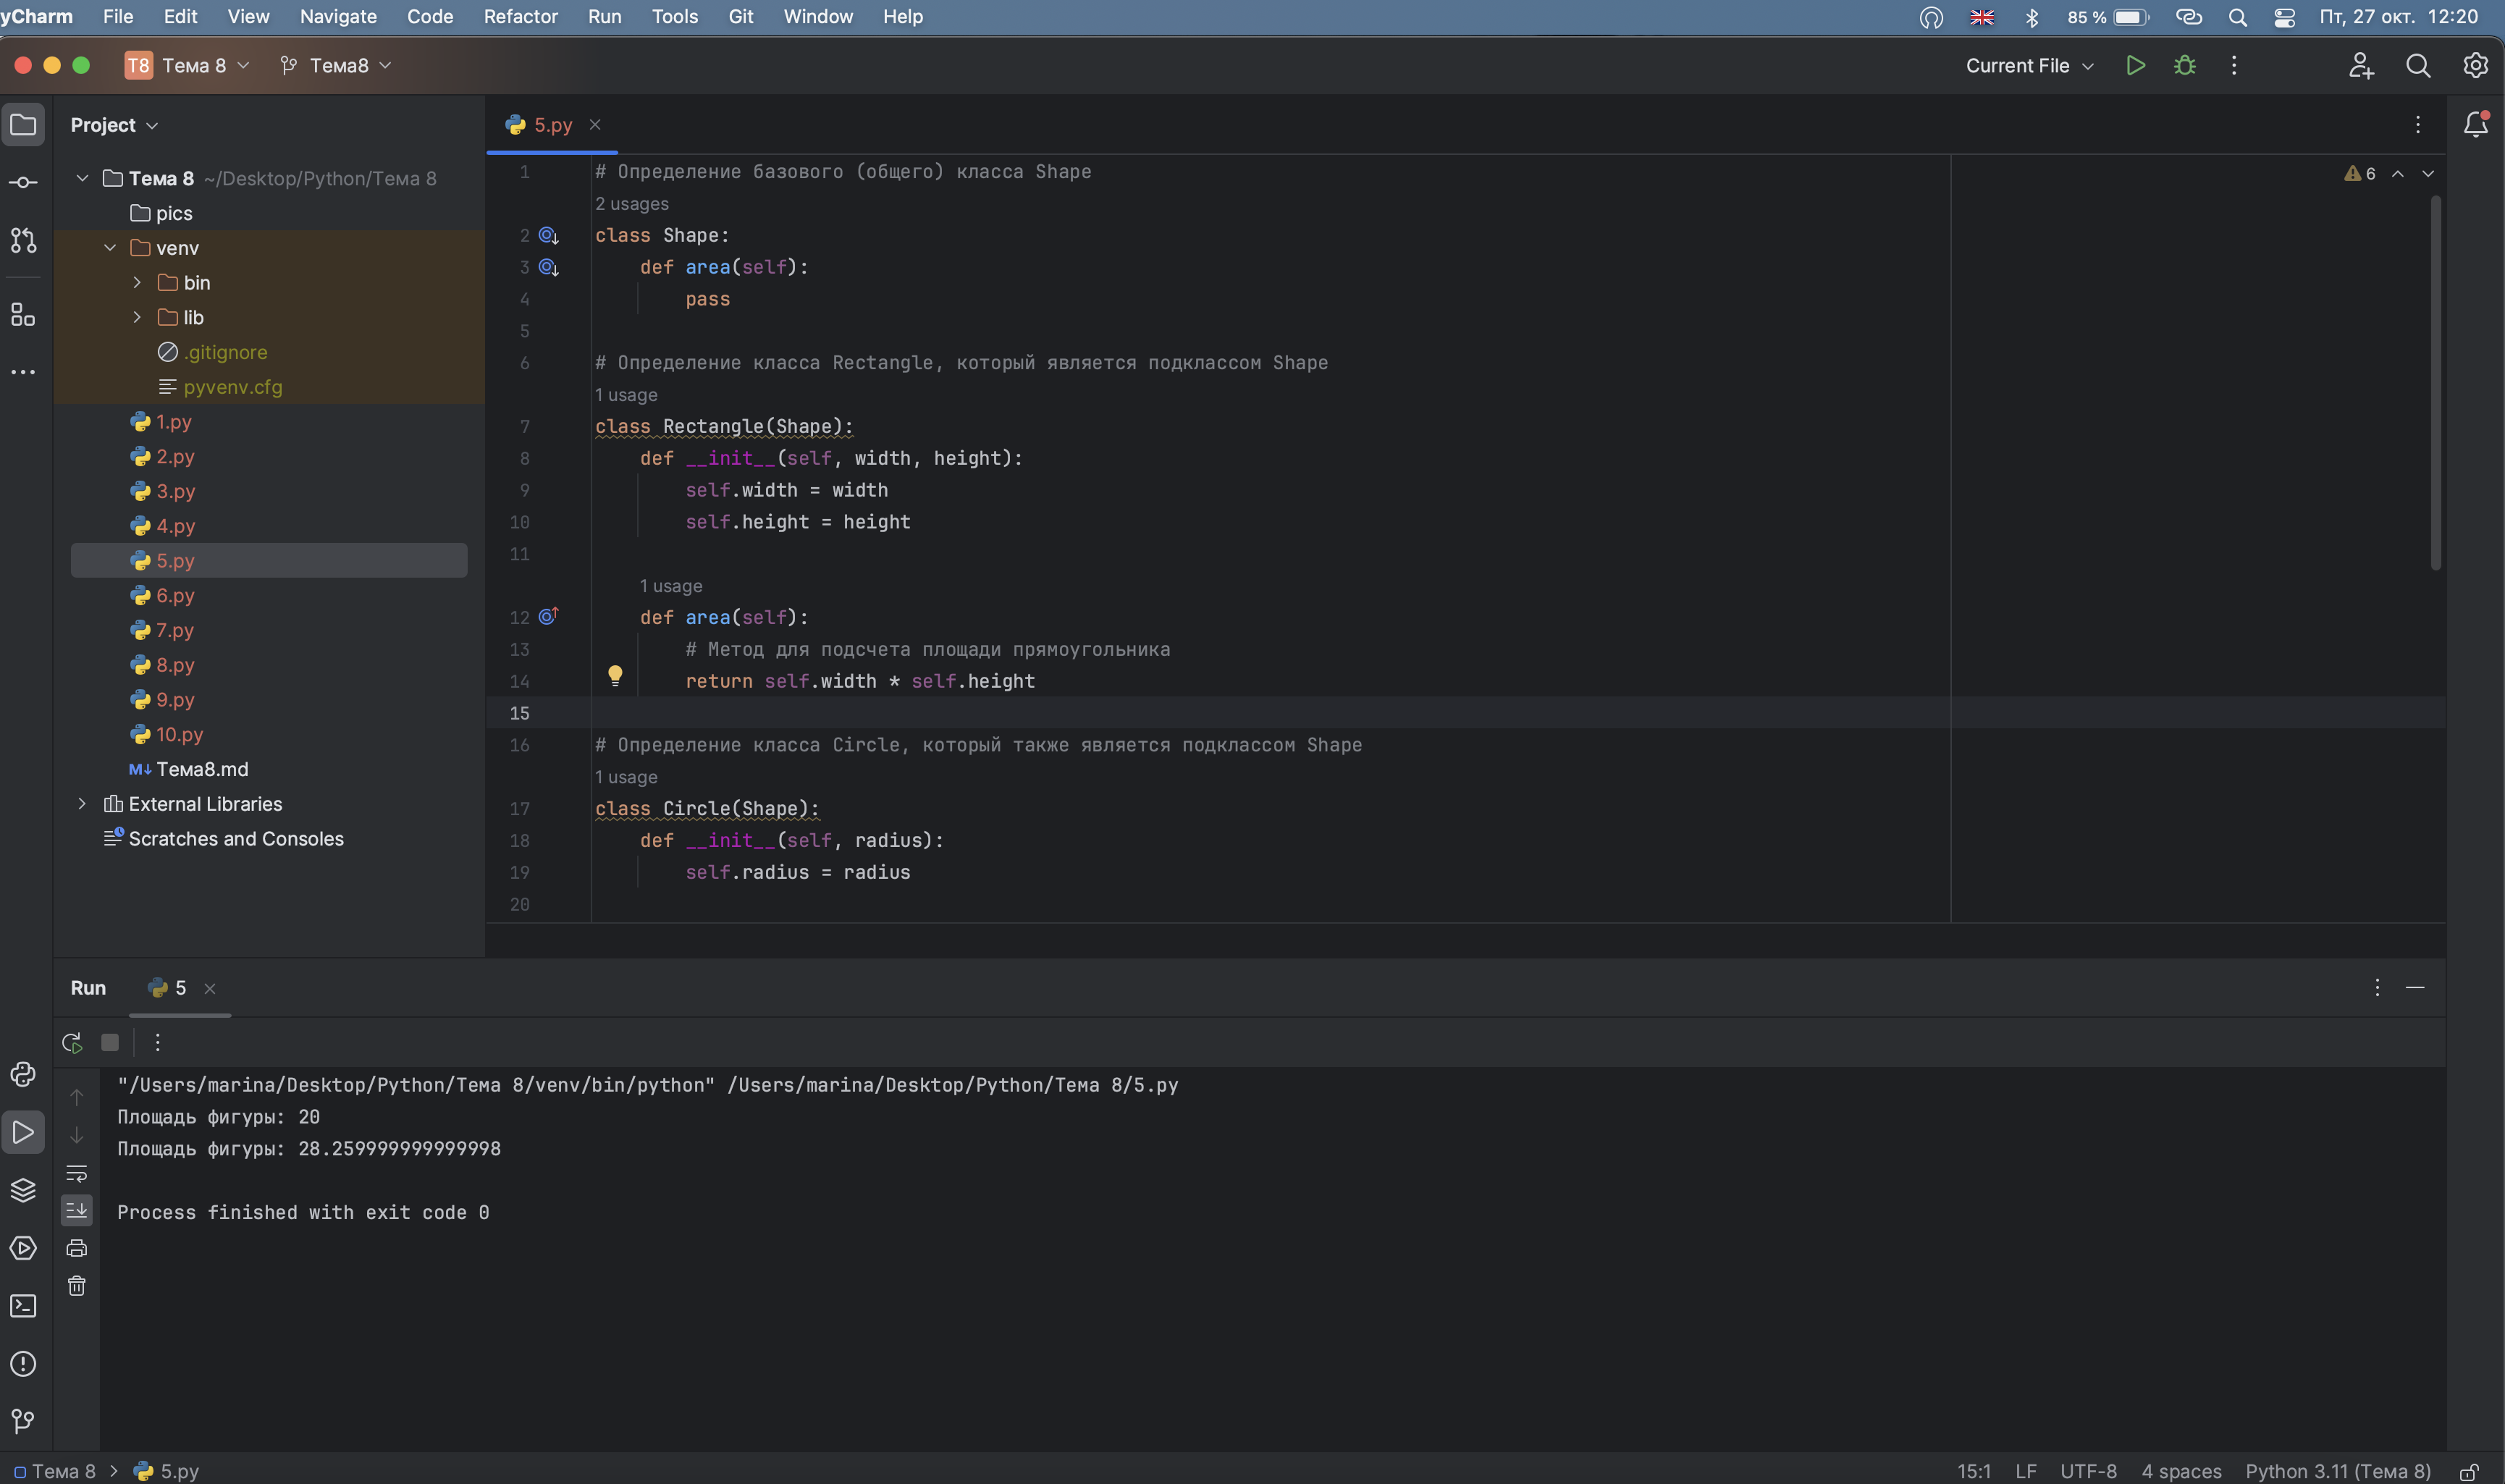 yCharm File Edit View Navigate Code Refactor Run Tools Git Window Help 85 % Пт, 27 окт. 12:20
T8 Тема 8 Тема8 Current File
Project
Тема 8 ~/Desktop/Python/Тема 8
pics
venv
bin
lib
.gitignore
pyvenv.cfg
1.py
2.py
3.py
4.py
5.py
6.py
7.py
8.py
9.py
10.py
M↓ Тема8.md
External Libraries
Scratches and Consoles
5.py
6
1 # Определение базового (общего) класса Shape
2 usages
2 class Shape:
3 def area(self):
4 pass
5
6 # Определение класса Rectangle, который является подклассом Shape
1 usage
7 class Rectangle(Shape):
8 def __init__(self, width, height):
9 self.width = width
10 self.height = height
11
1 usage
12 def area(self):
13 # Метод для подсчета площади прямоугольника
14 return self.width * self.height
15
16 # Определение класса Circle, который также является подклассом Shape
1 usage
17 class Circle(Shape):
18 def __init__(self, radius):
19 self.radius = radius
20
Run 5
"/Users/marina/Desktop/Python/Тема 8/venv/bin/python" /Users/marina/Desktop/Python/Тема 8/5.py
Площадь фигуры: 20
Площадь фигуры: 28.259999999999998
Process finished with exit code 0
Тема 8 5.py 15:1 LF UTF-8 4 spaces Python 3.11 (Тема 8)